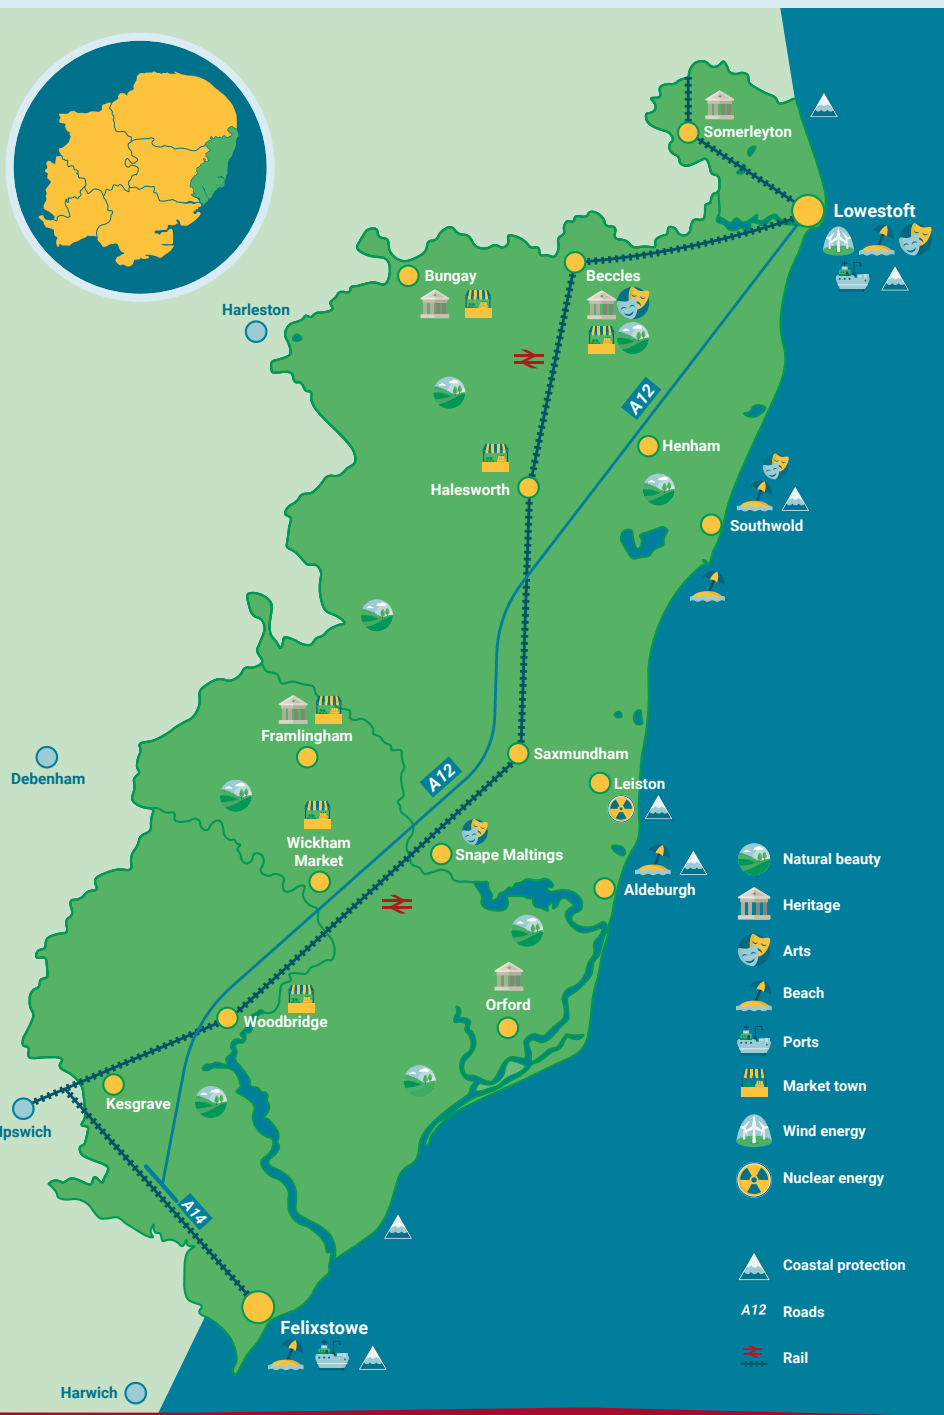 Somerleyton
Lowestoft
Bungay
Beccles
Harleston
A12
Henham
Halesworth
Southwold
Framlingham
Saxmundham
Debenham
A12
Leiston
Wickham
Market
Snape Maltings
Aldeburgh
Orford
Woodbridge
Kesgrave
Ipswich
A14
Felixstowe
Harwich
Natural beauty
Heritage
Arts
Beach
Ports
Market town
Wind energy
Nuclear energy
Coastal protection
A12 Roads
Rail